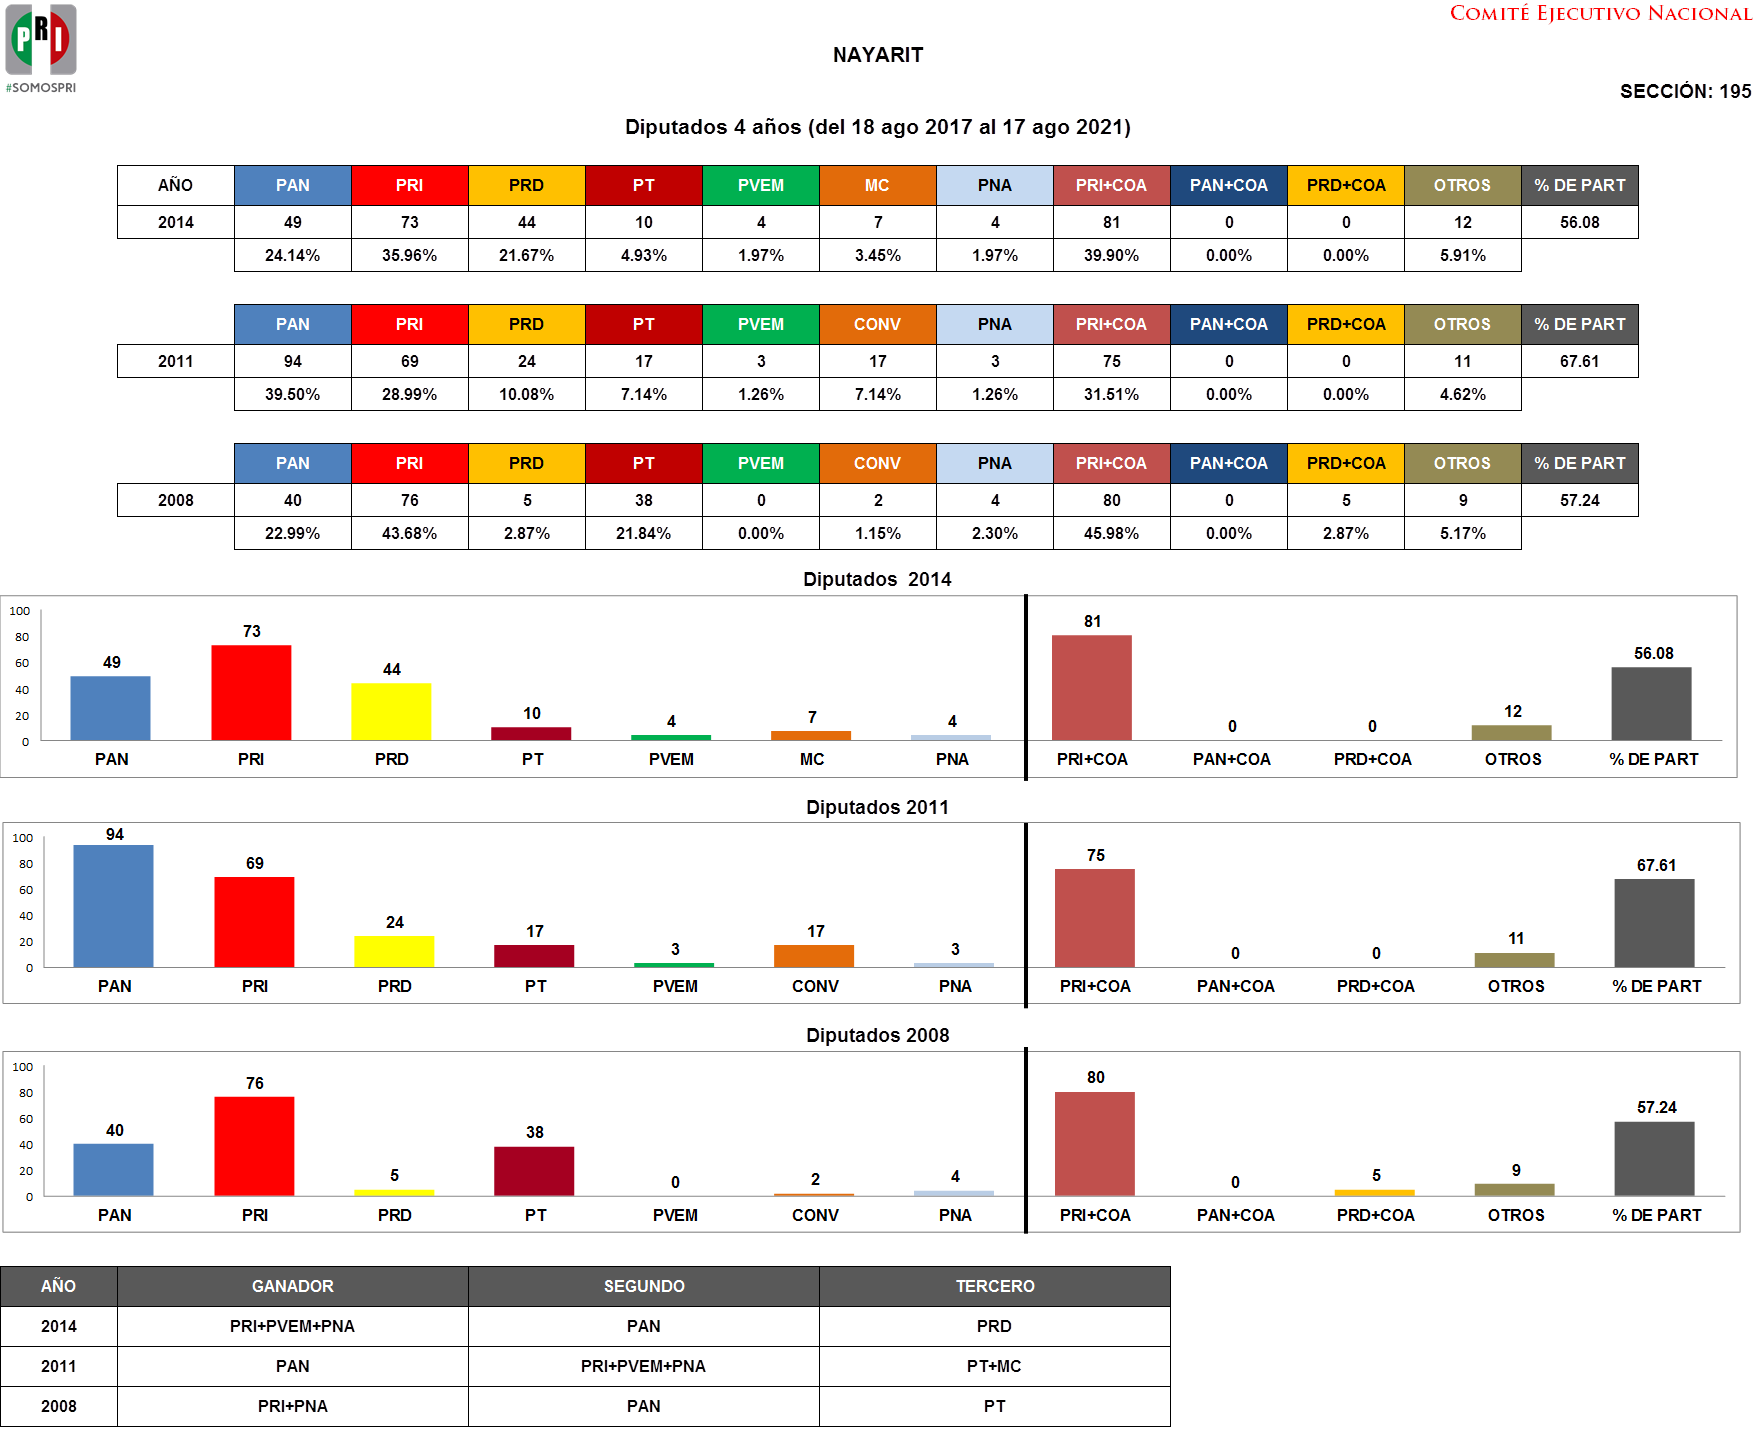 PRI
#SOMOSPRI
COMITÉ EJECUTIVO NACIONAL
NAYARIT
SECCIÓN: 195
Diputados 4 años (del 18 ago 2017 al 17 ago 2021)
AÑO PAN PRI PRD PT PVEM MC PNA PRI+COA PAN+COA PRD+COA OTROS % DE PART
2014 49 73 44 10 4 7 4 81 0 0 12 56.08
24.14% 35.96% 21.67% 4.93% 1.97% 3.45% 1.97% 39.90% 0.00% 0.00% 5.91%
PAN PRI PRD PT PVEM CONV PNA PRI+COA PAN+COA PRD+COA OTROS % DE PART
2011 94 69 24 17 3 17 3 75 0 0 11 67.61
39.50% 28.99% 10.08% 7.14% 1.26% 7.14% 1.26% 31.51% 0.00% 0.00% 4.62%
PAN PRI PRD PT PVEM CONV PNA PRI+COA PAN+COA PRD+COA OTROS % DE PART
2008 40 76 5 38 0 2 4 80 0 5 9 57.24
22.99% 43.68% 2.87% 21.84% 0.00% 1.15% 2.30% 45.98% 0.00% 2.87% 5.17%
Diputados 2014
100
80
60
40
20
0
49 73 44 10 4 7 4 81 0 0 12 56.08
PAN PRI PRD PT PVEM MC PNA PRI+COA PAN+COA PRD+COA OTROS % DE PART
Diputados 2011
100
80
60
40
20
0
94 69 24 17 3 17 3 75 0 0 11 67.61
PAN PRI PRD PT PVEM CONV PNA PRI+COA PAN+COA PRD+COA OTROS % DE PART
Diputados 2008
100
80
60
40
20
0
40 76 5 38 0 2 4 80 0 5 9 57.24
PAN PRI PRD PT PVEM CONV PNA PRI+COA PAN+COA PRD+COA OTROS % DE PART
AÑO GANADOR SEGUNDO TERCERO
2014 PRI+PVEM+PNA PAN PRD
2011 PAN PRI+PVEM+PNA PT+MC
2008 PRI+PNA PAN PT